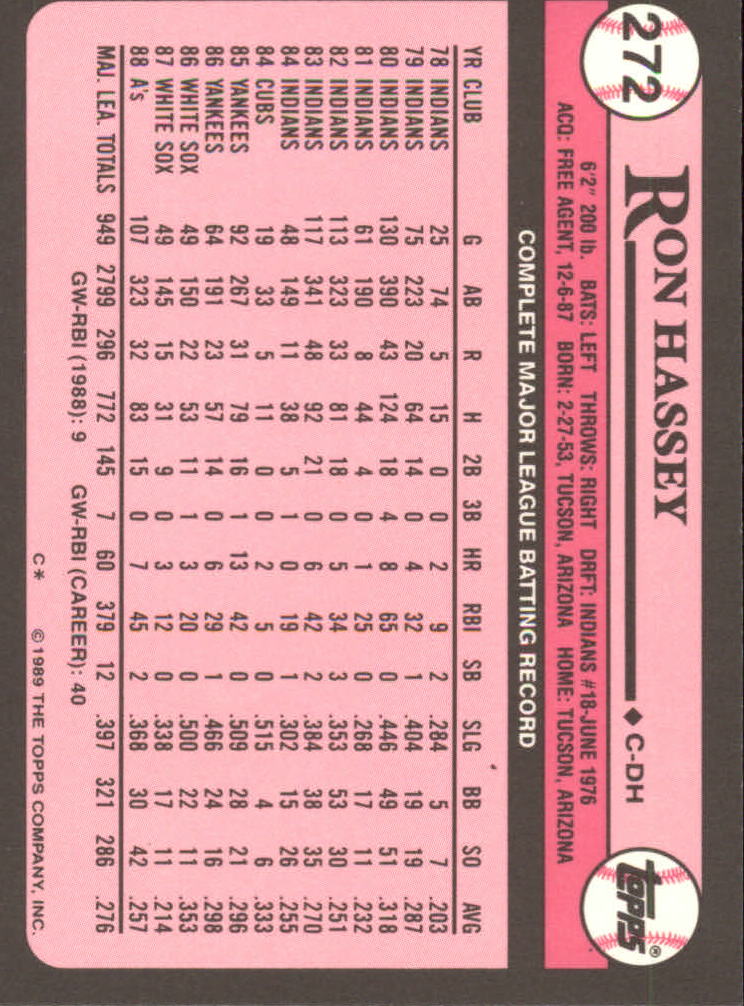 272
RON HASSEY ♦ C-DH
TOPPS®
6'2" 200 lb. BATS: LEFT THROWS: RIGHT DRFT: INDIANS #18-JUNE 1976
ACQ: FREE AGENT, 12-6-87 BORN: 2-27-53, TUCSON, ARIZONA HOME: TUCSON, ARIZONA
COMPLETE MAJOR LEAGUE BATTING RECORD
YR CLUB G AB R H 2B 3B HR RBI SB SLG BB SO AVG
78 INDIANS 25 74 5 15 0 0 2 9 2 .284 5 7 .203
79 INDIANS 75 223 20 64 14 0 4 32 1 .404 19 19 .287
80 INDIANS 130 390 43 124 18 4 8 65 0 .446 49 51 .318
81 INDIANS 61 190 8 44 4 0 1 25 0 .268 17 11 .232
82 INDIANS 113 323 33 81 18 0 5 34 3 .353 53 30 .251
83 INDIANS 117 341 48 92 21 0 6 42 2 .384 38 35 .270
84 INDIANS 48 149 11 38 5 1 0 19 1 .302 15 26 .255
84 CUBS 19 33 5 11 0 0 2 5 0 .515 4 6 .333
85 YANKEES 92 267 31 79 16 1 13 42 0 .509 28 21 .296
86 YANKEES 64 191 23 57 14 0 6 29 1 .466 24 16 .298
86 WHITE SOX 49 150 22 53 11 1 3 20 0 .500 22 11 .353
87 WHITE SOX 49 145 15 31 9 0 3 12 0 .338 17 11 .214
88 A's 107 323 32 83 15 0 7 45 2 .368 30 42 .257
MAJ. LEA. TOTALS 949 2799 296 772 145 7 60 379 12 .397 321 286 .276
GW-RBI (1988): 9 GW-RBI (CAREER): 40
C* © 1989 THE TOPPS COMPANY, INC.